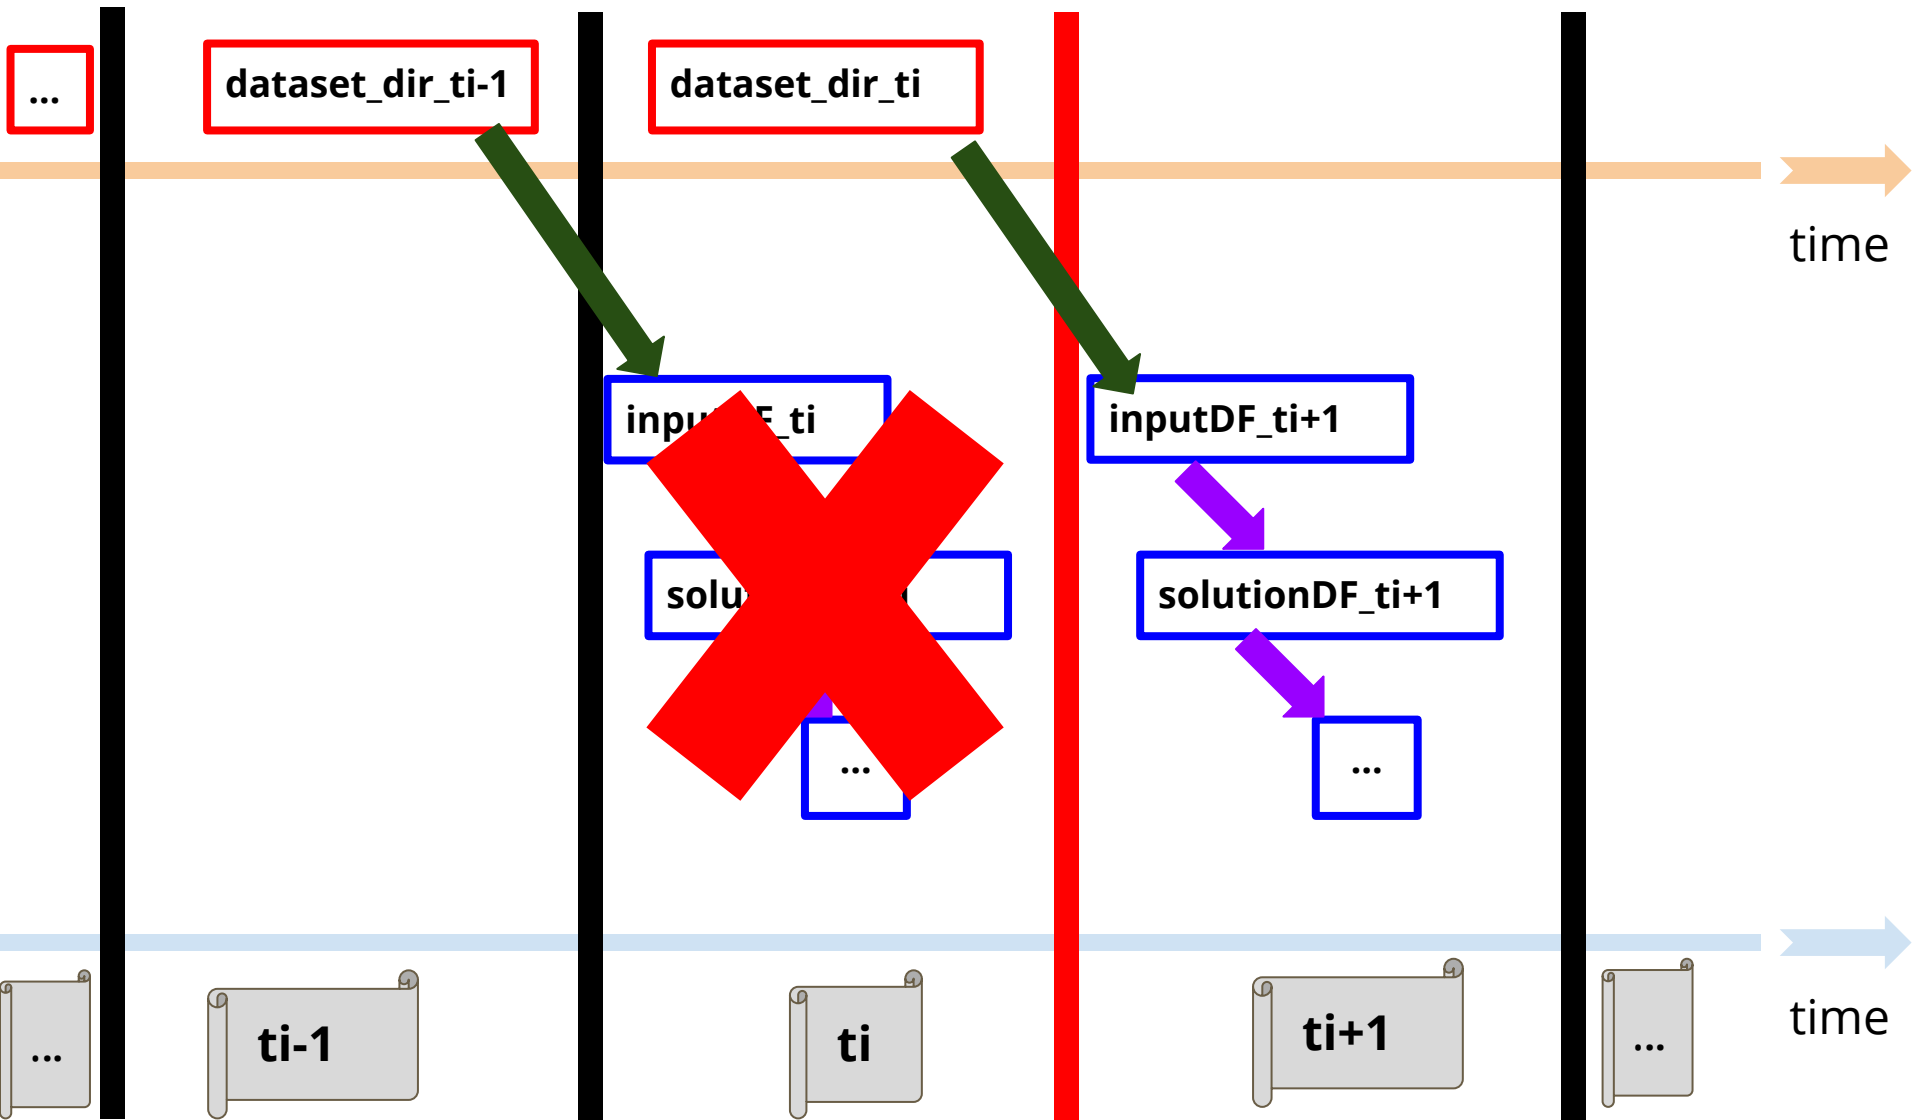 ...
dataset_dir_ti-1
dataset_dir_ti
time
inputDF_ti+1
solutionDF_ti+1
...
...
time
...
ti-1
ti
ti+1
...